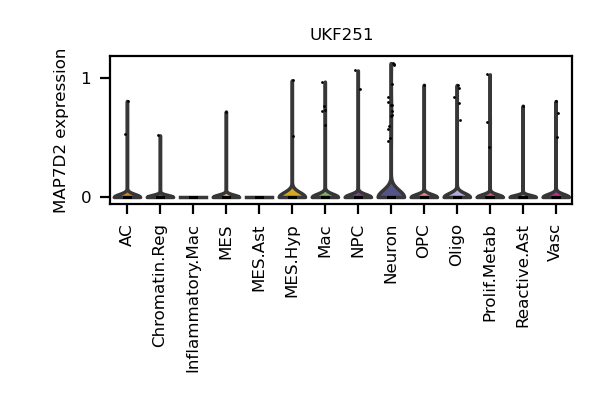 UKF251
MAP7D2 expression
1
0
AC
Chromatin.Reg
Inflammatory.Mac
MES
MES.Ast
MES.Hyp
Mac
NPC
Neuron
OPC
Oligo
Prolif.Metab
Reactive.Ast
Vasc